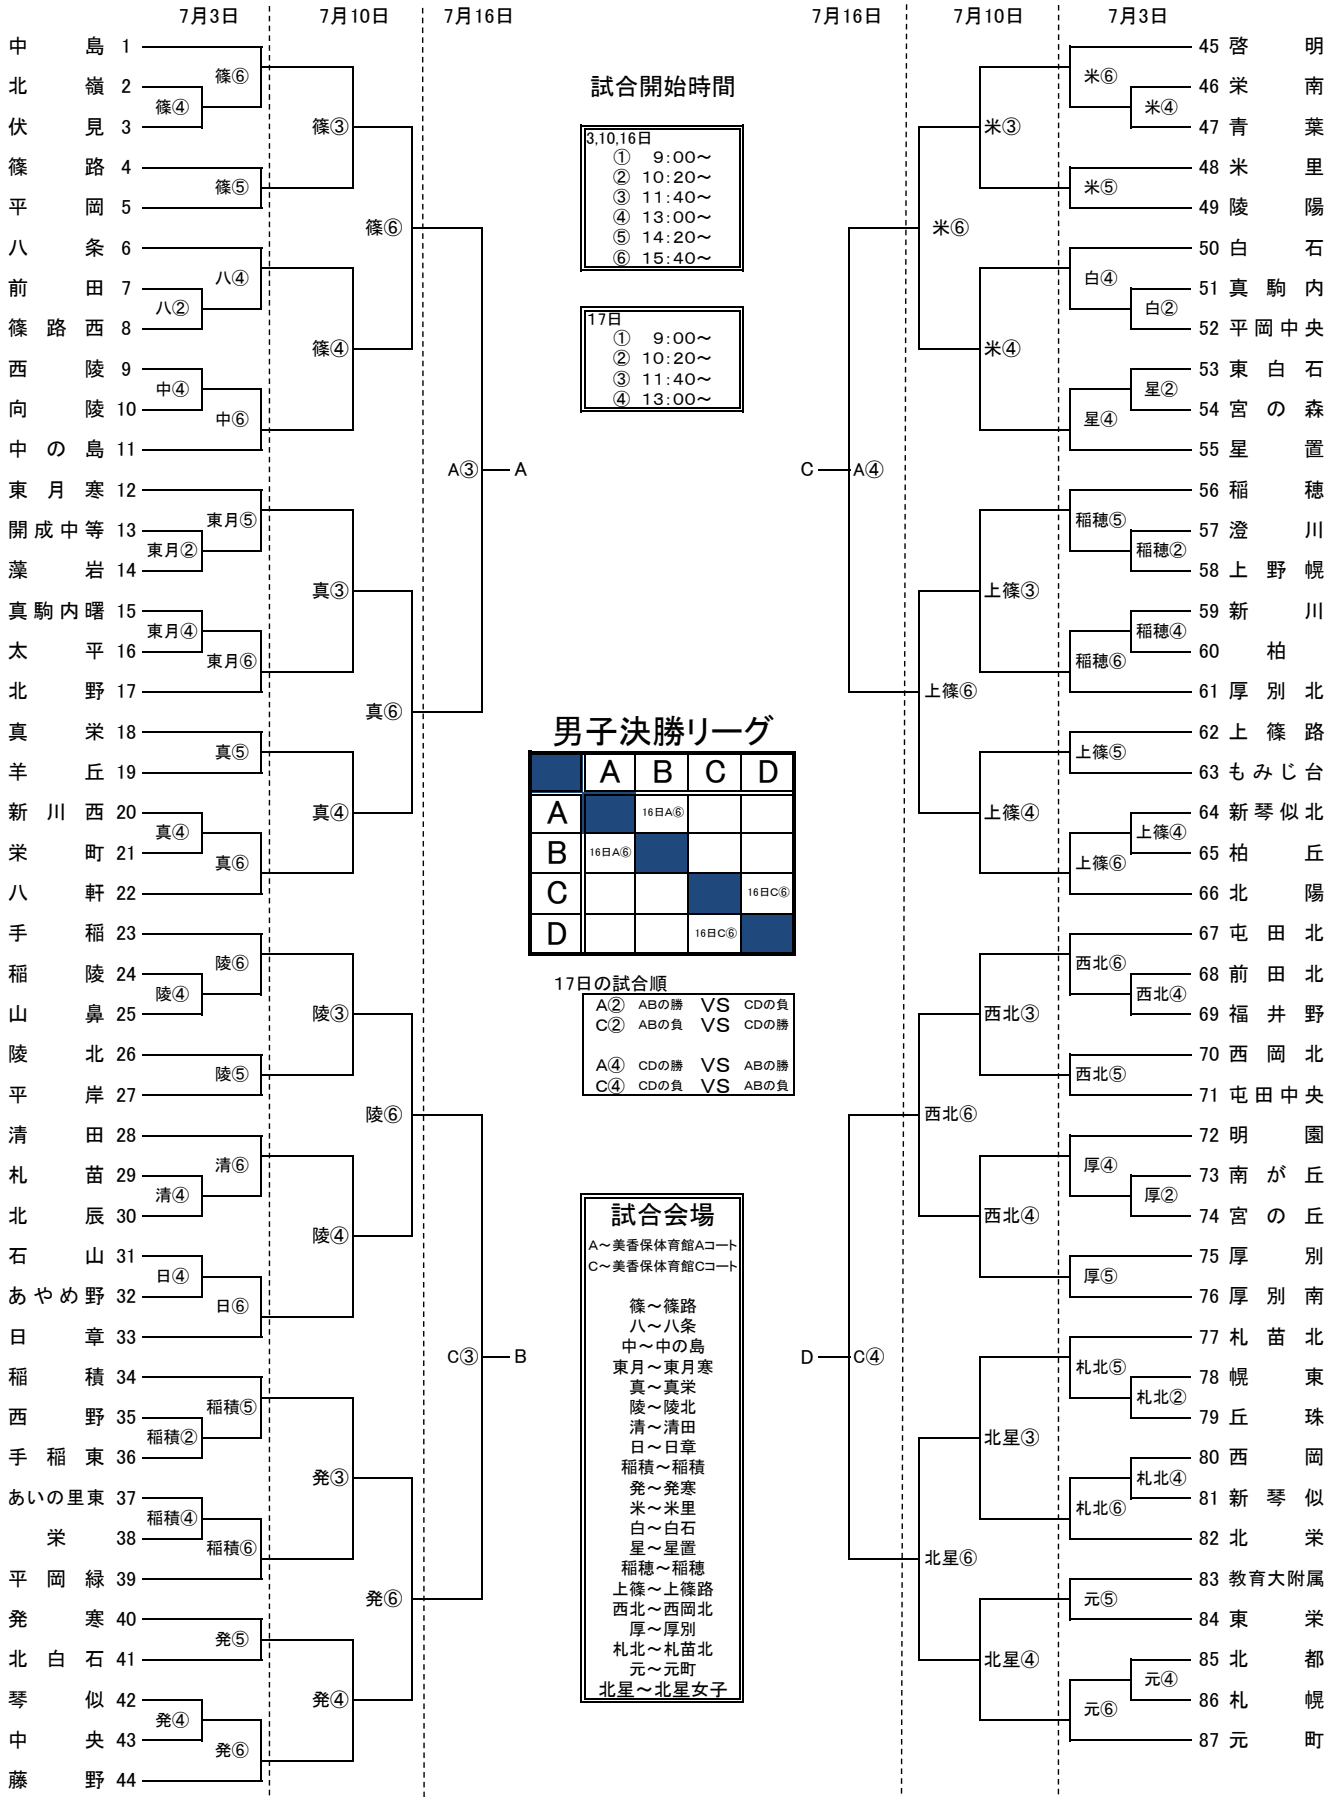 7月3日 7月10日 7月16日 7月16日 7月10日 7月3日
中島 1
篠⑥
北嶺 2
篠④
伏見 3
篠③
篠路 4
篠⑤
平岡 5
篠⑥
八条 6
八④
前田 7
八②
篠路西 8
篠④
西陵 9
中④
向陵 10
中⑥
中の島 11
A③ A
東月寒 12
東月⑤
開成中等 13
東月②
藻岩 14
真③
真駒内曙 15
東月④
太平 16
東月⑥
北野 17
真⑥
真栄 18
真⑤
羊丘 19
新川西 20
真④
真④
栄町 21
真⑥
八軒 22
手稲 23
陵⑥
稲陵 24
陵④
山鼻 25
陵③
陵北 26
陵⑤
平岸 27
陵⑥
清田 28
清⑥
札苗 29
清④
北辰 30
陵④
石山 31
日④
あやめ野 32
日⑥
日章 33
C③ B
稲積 34
稲積⑤
西野 35
稲積②
手稲東 36
発③
あいの里東 37
稲積④
栄 38
稲積⑥
平岡緑 39
発⑥
発寒 40
発⑤
北白石 41
琴似 42
発④
発④
中央 43
発⑥
藤野 44
試合開始時間
3,10,16日
① 9:00～
② 10:20～
③ 11:40～
④ 13:00～
⑤ 14:20～
⑥ 15:40～
17日
① 9:00～
② 10:20～
③ 11:40～
④ 13:00～
男子決勝リーグ
A B C D
A 16日A⑥
B 16日A⑥
C 16日C⑥
D 16日C⑥
17日の試合順
A② ABの勝 VS CDの負
C② ABの負 VS CDの勝
A④ CDの勝 VS ABの勝
C④ CDの負 VS ABの負
試合会場
A～美香保体育館Aコート
C～美香保体育館Cコート
篠～篠路
八～八条
中～中の島
東月～東月寒
真～真栄
陵～陵北
清～清田
日～日章
稲積～稲積
発～発寒
米～米里
白～白石
星～星置
稲穂～稲穂
上篠～上篠路
西北～西岡北
厚～厚別
札北～札苗北
元～元町
北星～北星女子
45 啓明
米⑥
46 栄南
米④
47 青葉
米③
48 米里
米⑤
49 陵陽
米⑥
50 白石
白④
51 真駒内
白②
52 平岡中央
米④
53 東白石
星②
54 宮の森
星④
55 星置
C A④
56 稲穂
稲穂⑤
57 澄川
稲穂②
58 上野幌
上篠③
59 新川
稲穂④
60 柏
稲穂⑥
61 厚別北
上篠⑥
62 上篠路
上篠⑤
63 もみじ台
64 新琴似北
上篠④
上篠④
65 柏丘
上篠⑥
66 北陽
67 屯田北
西北⑥
68 前田北
西北④
69 福井野
西北③
70 西岡北
西北⑤
71 屯田中央
西北⑥
72 明園
厚④
73 南が丘
厚②
74 宮の丘
西北④
75 厚別
厚⑤
76 厚別南
77 札苗北
D C④
札北⑤
78 幌東
札北②
79 丘珠
北星③
80 西岡
札北④
81 新琴似
札北⑥
82 北栄
北星⑥
83 教育大附属
元⑤
84 東栄
85 北都
北星④
元④
86 札幌
元⑥
87 元町